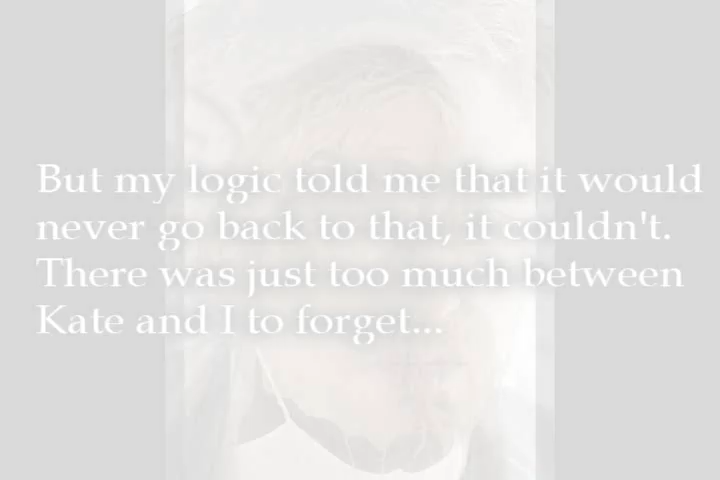 But my logic told me that it would
never go back to that, it couldn't.
There was just too much between
Kate and I to forget...